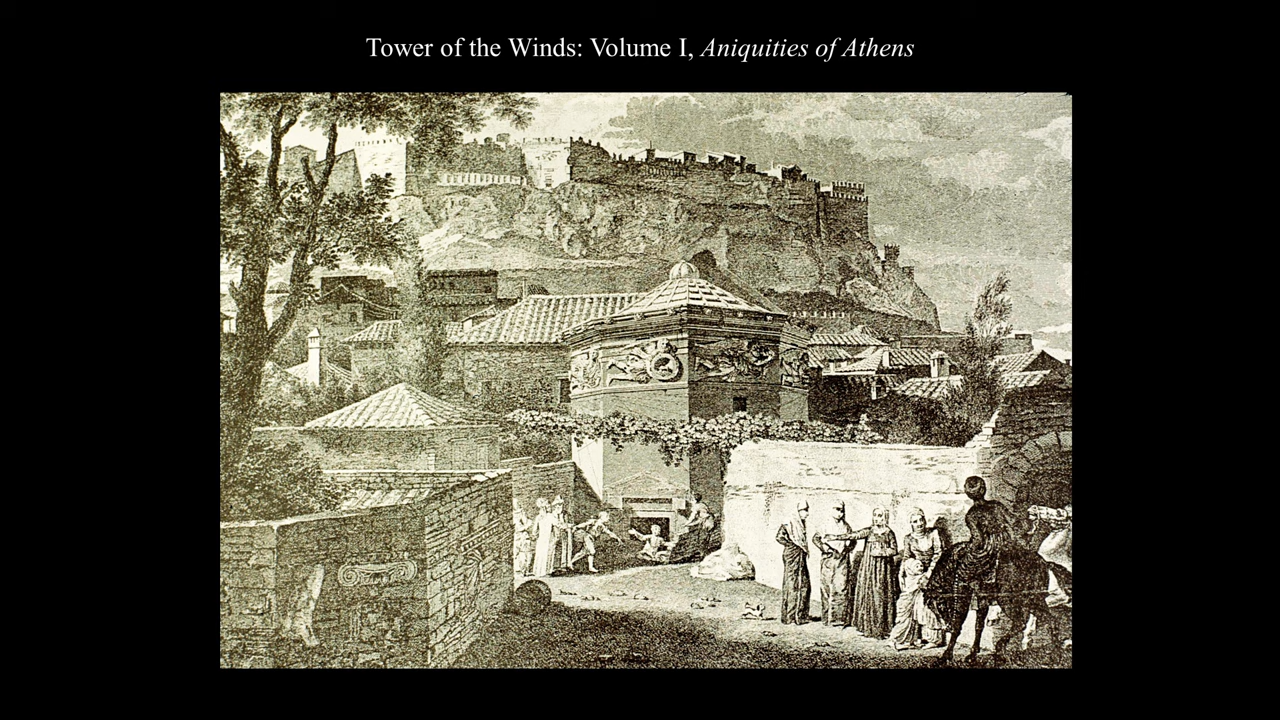 Tower of the Winds: Volume I, Aniquities of Athens